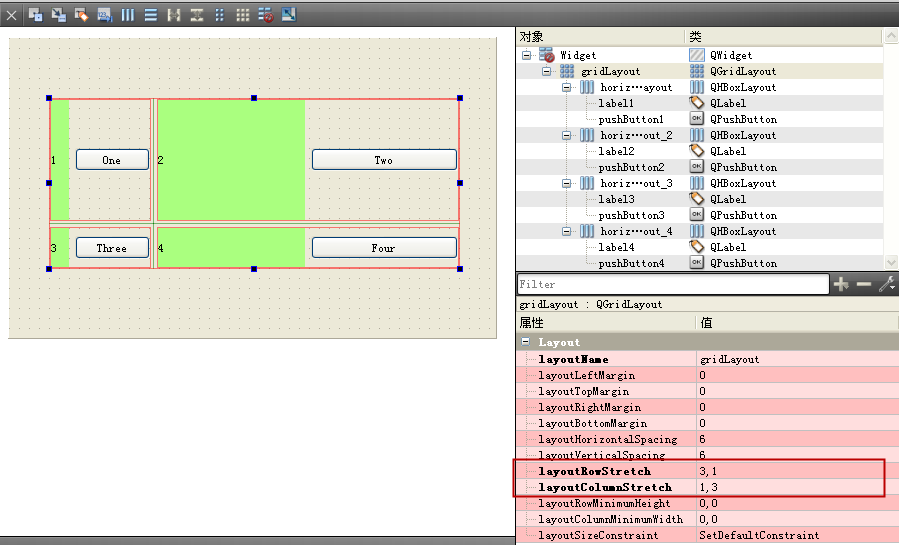 对象 类
Widget QWidget
gridLayout QGridLayout
horiz…ayout QHBoxLayout
label1 QLabel
pushButton1 QPushButton
horiz…out_2 QHBoxLayout
label2 QLabel
pushButton2 QPushButton
horiz…out_3 QHBoxLayout
label3 QLabel
pushButton3 QPushButton
horiz…out_4 QHBoxLayout
label4 QLabel
pushButton4 QPushButton
1 One 2 Two
3 Three 4 Four
Filter
gridLayout : QGridLayout
属性 值
Layout
layoutName gridLayout
layoutLeftMargin 0
layoutTopMargin 0
layoutRightMargin 0
layoutBottomMargin 0
layoutHorizontalSpacing 6
layoutVerticalSpacing 6
layoutRowStretch 3,1
layoutColumnStretch 1,3
layoutRowMinimumHeight 0,0
layoutColumnMinimumWidth 0,0
layoutSizeConstraint SetDefaultConstraint